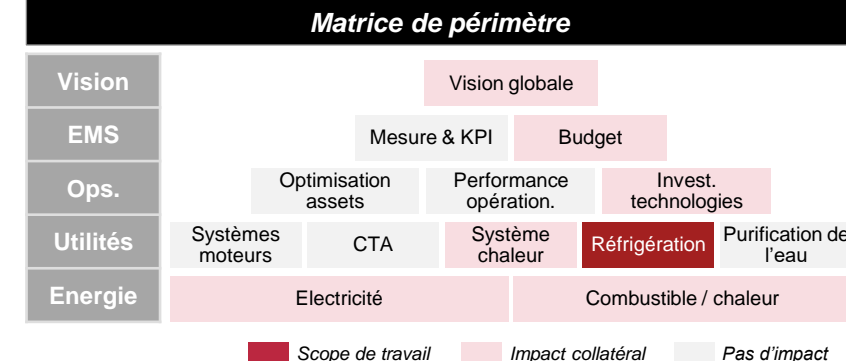 Matrice de périmètre
Vision
Vision globale
EMS
Mesure & KPI
Budget
Ops.
Optimisation
assets
Performance
opération.
Invest.
technologies
Utilités
Systèmes
moteurs
CTA
Système
chaleur
Réfrigération
Purification de
l'eau
Energie
Electricité
Combustible / chaleur
Scope de travail
Impact collatéral
Pas d'impact